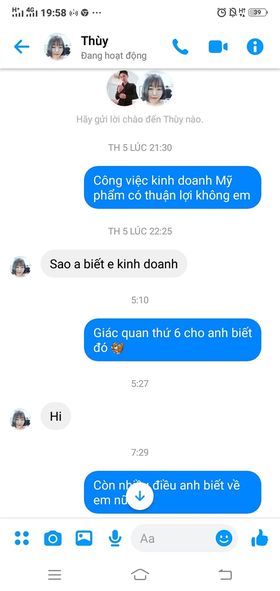 19:58
39
Thùy
Đang hoạt động
Hãy gửi lời chào đến Thùy nào.
TH 5 LÚC 21:30
Công việc kinh doanh Mỹ
phẩm có thuận lợi không em
TH 5 LÚC 22:25
Sao a biết e kinh doanh
5:10
Giác quan thứ 6 cho anh biết
đó
5:27
Hi
7:29
Còn điều anh biết về
em
Aa